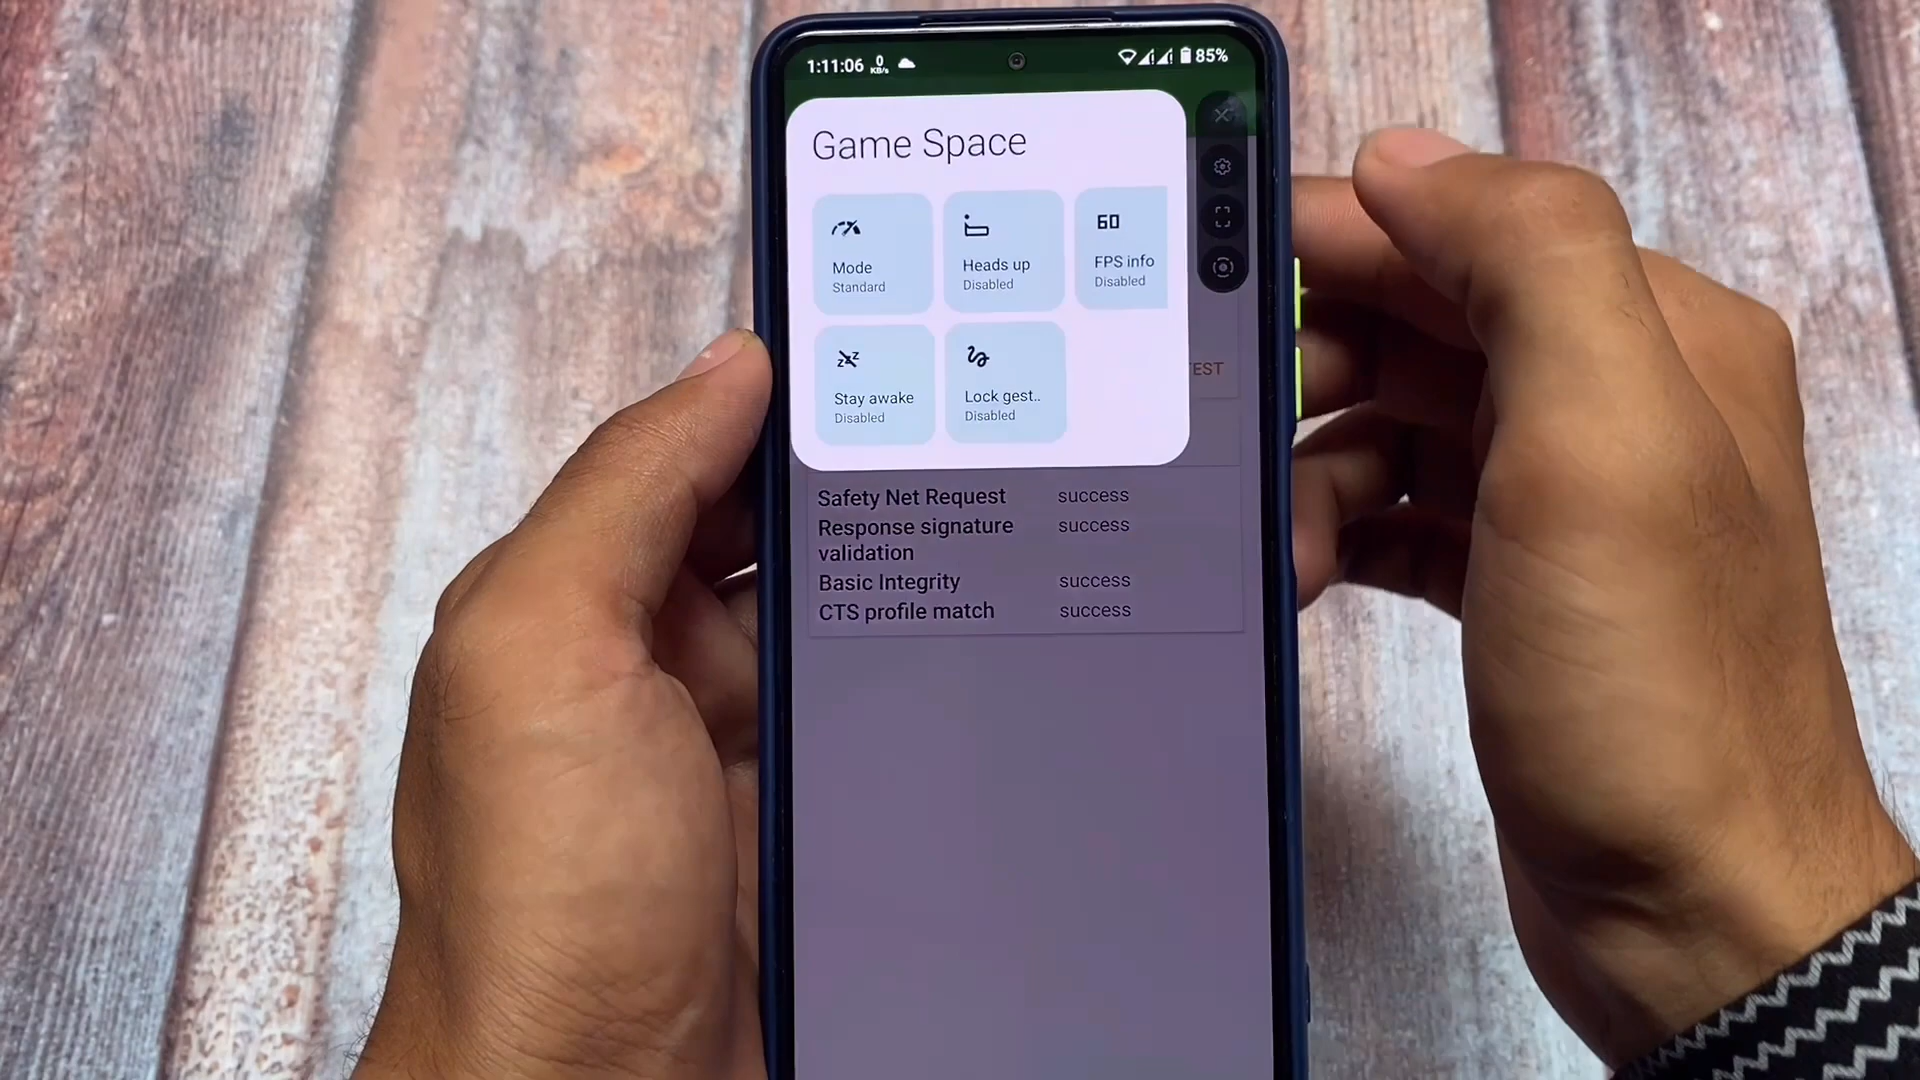 1:11:06 0 KB/s 85%
Game Space
Mode
Standard
Heads up
Disabled
60
FPS info
Disabled
zzz
Stay awake
Disabled
Lock gest..
Disabled
EST
Safety Net Request success
Response signature success
validation
Basic Integrity success
CTS profile match success